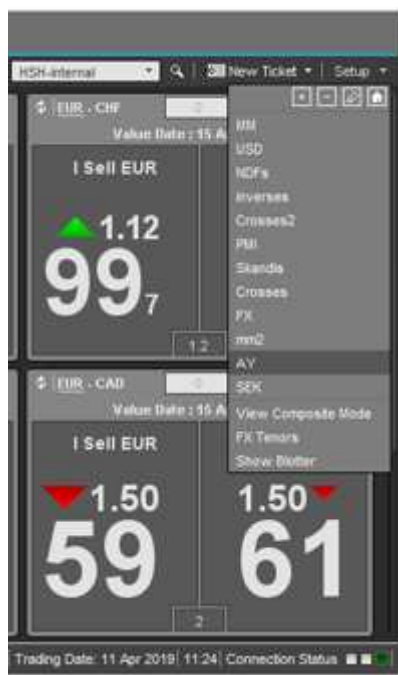 HSH-internal New Ticket Setup
EUR - CHF
Value Date : 15 A
I Sell EUR
1.12
99 7
1.2
MM
USD
NDFs
Inverses
Crosses2
PMI
Skandis
Crosses
FX
mm2
AY
SEK
View Composite Mode
FX Tenors
Show Blotter
EUR - CAD
Value Date : 15 A
I Sell EUR
1.50 1.50
59 61
2
Trading Date: 11 Apr 2019 11:24 Connection Status